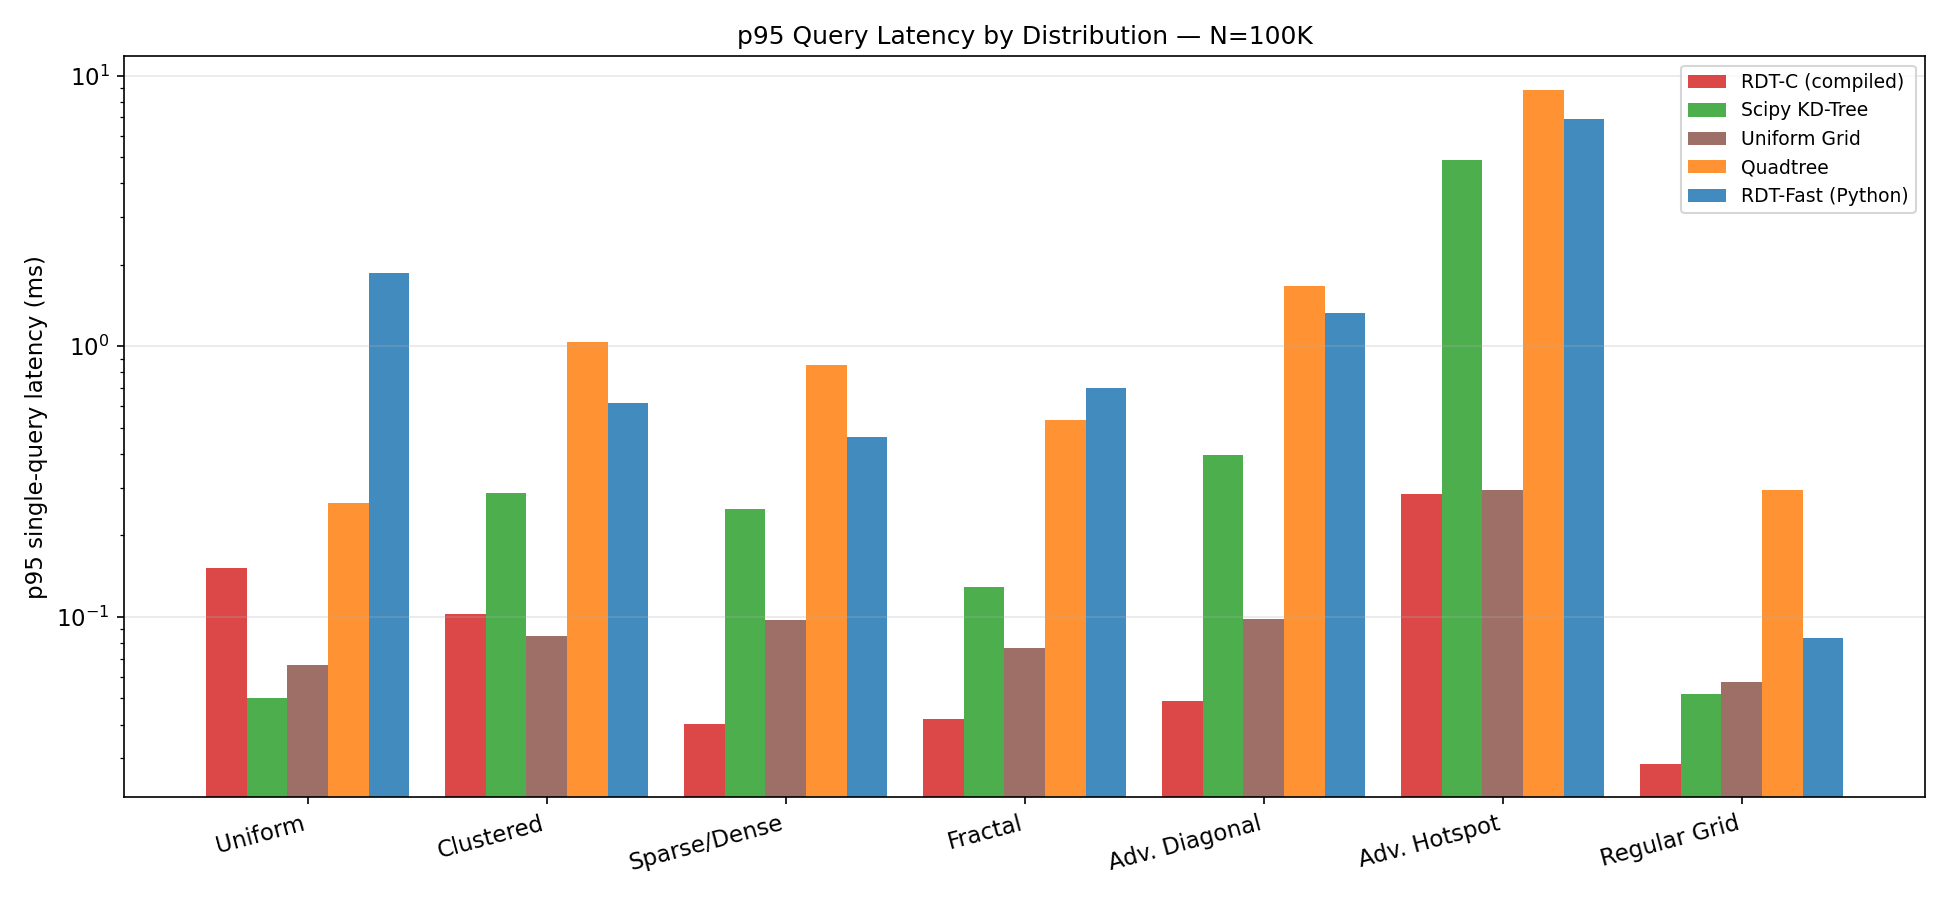 p95 Query Latency by Distribution — N=100K
p95 single-query latency (ms)
10¹
10⁰
10⁻¹
RDT-C (compiled)
Scipy KD-Tree
Uniform Grid
Quadtree
RDT-Fast (Python)
Uniform
Clustered
Sparse/Dense
Fractal
Adv. Diagonal
Adv. Hotspot
Regular Grid